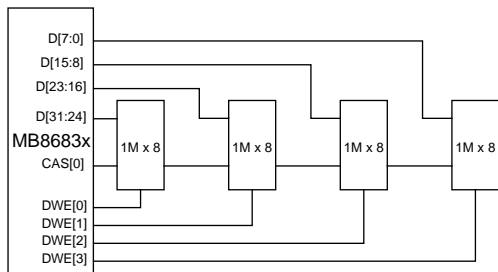 D[7:0]
D[15:8]
D[23:16]
D[31:24]
MB8683x
CAS[0]
DWE[0]
DWE[1]
DWE[2]
DWE[3]
1M x 8
1M x 8
1M x 8
1M x 8